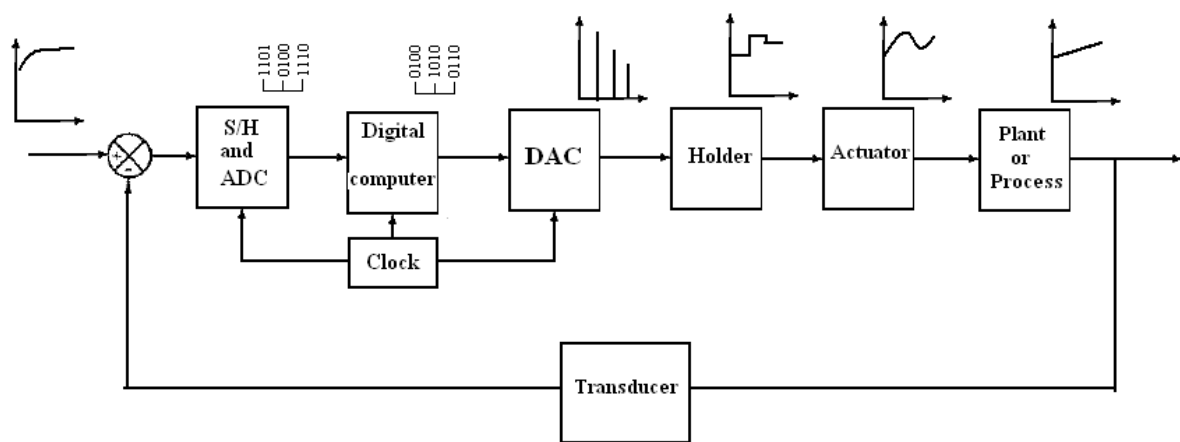 1101
0100
1110
0100
1010
0110
S/H
and
ADC
Digital
computer
DAC
Holder
Actuator
Plant
or
Process
+
-
Clock
Transducer